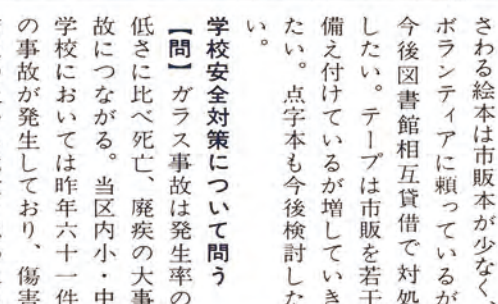 さわる絵本は市販本が少なく
ボランティアに頼っているが
今後図書館相互貸借で対処
したい。テープは市販を若干
備え付けているが増していき
たい。点字本も今後検討した
い。
学校安全対策について問う
【問】ガラス事故は発生率の
低さに比べ死亡、廃疾の大事
故につながる。当区内小・中
学校においては昨年六十一件
の事故が発生しており、傷害